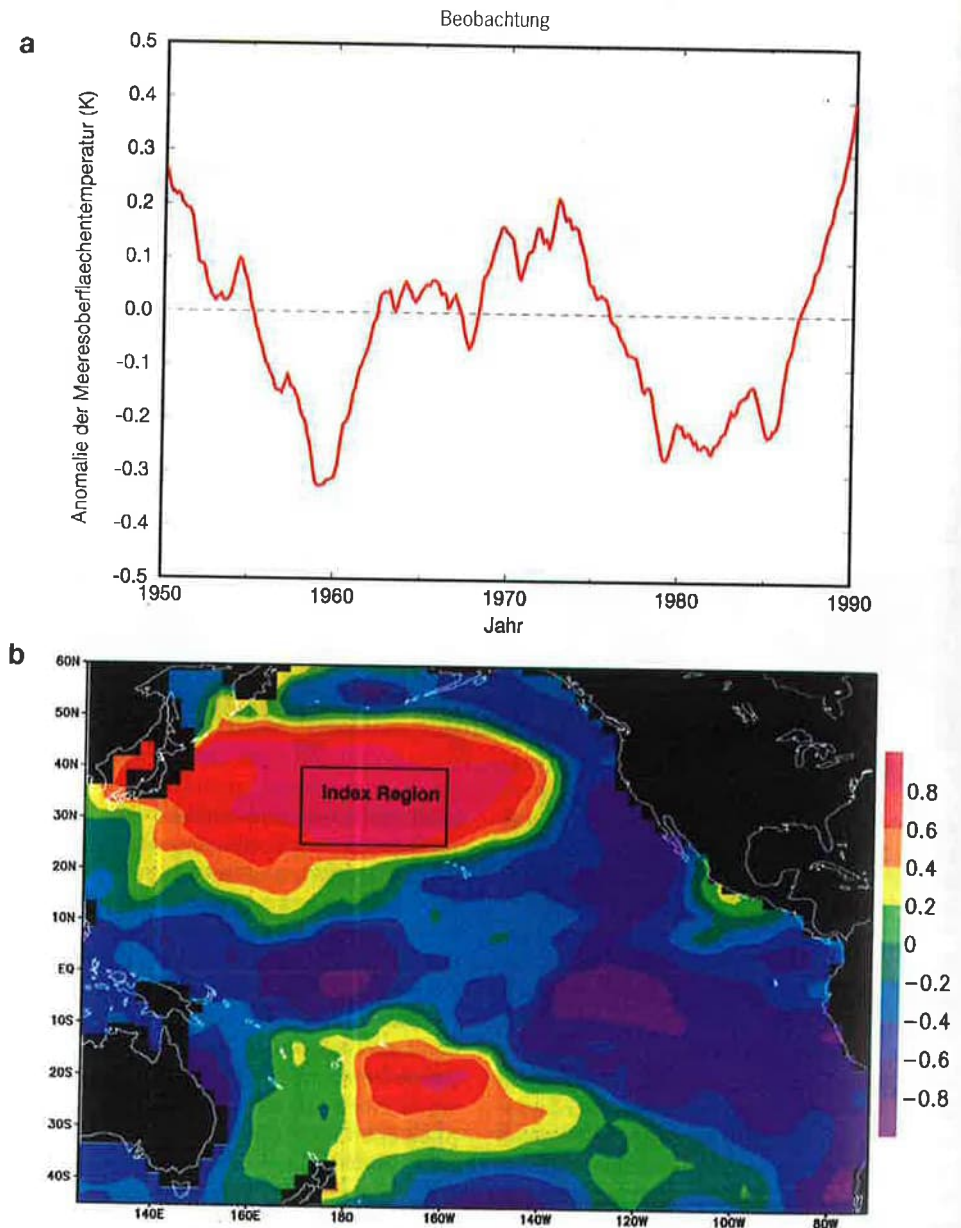 Beobachtung
a
Anomalie der Meeresoberflaechentemperatur (K)
0.5
0.4
0.3
0.2
0.1
0.0
-0.1
-0.2
-0.3
-0.4
-0.5
1950 1960 1970 1980 1990
Jahr
b
60N
50N
40N
30N
20N
10N
EQ
10S
20S
30S
40S
Index Region
140E 160E 180 160W 140W 120W 100W 80W
0.8
0.6
0.4
0.2
0
-0.2
-0.4
-0.6
-0.8